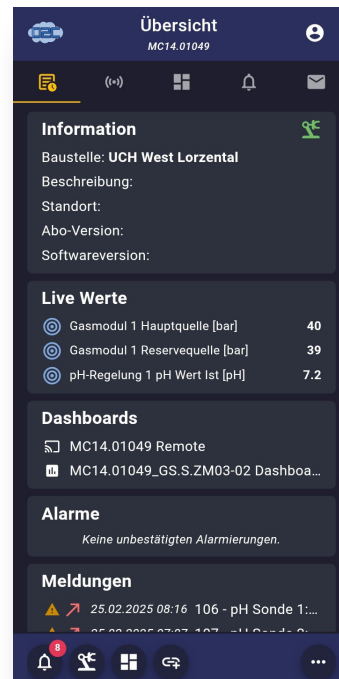 Übersicht
MC14.01049
Information
Baustelle: UCH West Lorzental
Beschreibung:
Standort:
Abo-Version:
Softwareversion:
Live Werte
Gasmodul 1 Hauptquelle [bar] 40
Gasmodul 1 Reservequelle [bar] 39
pH-Regelung 1 pH Wert Ist [pH] 7.2
Dashboards
MC14.01049 Remote
MC14.01049_GS.S.ZM03-02 Dashboa...
Alarme
Keine unbestätigten Alarmierungen.
Meldungen
25.02.2025 08:16 106 - pH Sonde 1:...
8